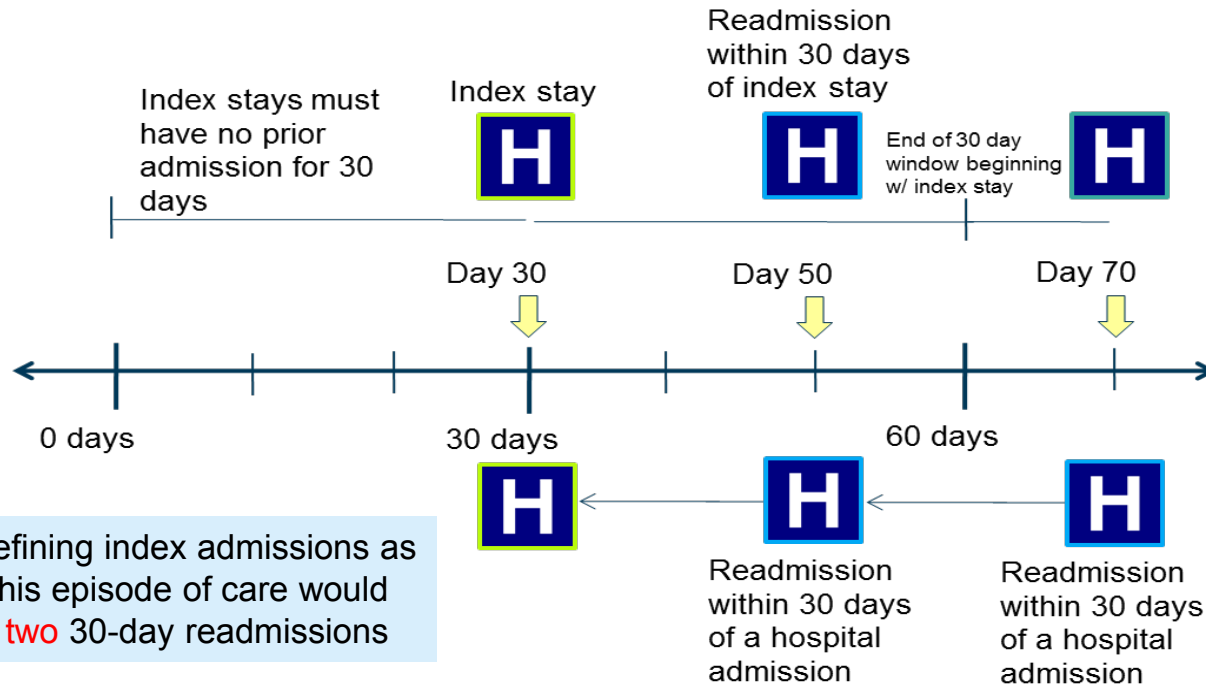 Index stays must
have no prior
admission for 30
days
Index stay
H
Readmission
within 30 days
of index stay
H
End of 30 day
window beginning
w/ index stay
H
Day 30
Day 50
Day 70
0 days
30 days
60 days
H
H
H
efining index admissions as
his episode of care would
two 30-day readmissions
Readmission
within 30 days
of a hospital
admission
Readmission
within 30 days
of a hospital
admission